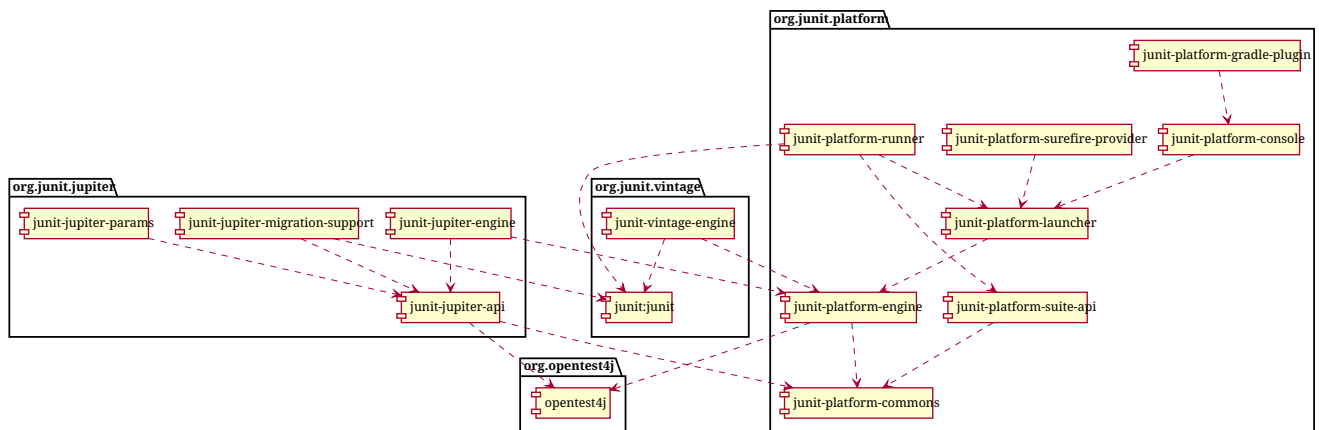 org.junit.platform
junit-platform-gradle-plugin
junit-platform-runner
junit-platform-surefire-provider
junit-platform-console
org.junit.jupiter
org.junit.vintage
junit-jupiter-params
junit-jupiter-migration-support
junit-jupiter-engine
junit-vintage-engine
junit-platform-launcher
junit-jupiter-api
junit:junit
junit-platform-engine
junit-platform-suite-api
org.opentest4j
opentest4j
junit-platform-commons